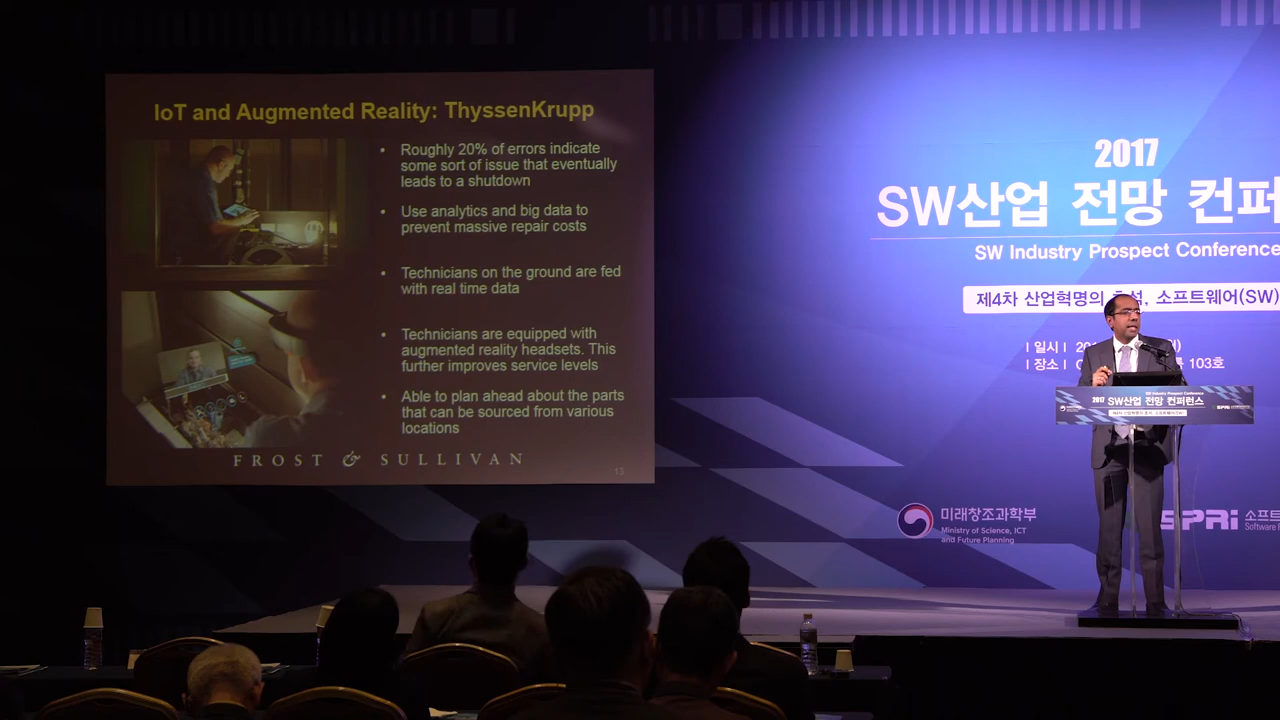 IoT and Augmented Reality: ThyssenKrupp
• Roughly 20% of errors indicate
some sort of issue that eventually
leads to a shutdown
• Use analytics and big data to
prevent massive repair costs
• Technicians on the ground are fed
with real time data
• Technicians are equipped with
augmented reality headsets. This
further improves service levels
• Able to plan ahead about the parts
that can be sourced from various
locations
FROST & SULLIVAN
13
2017
SW산업 전망 컨퍼
SW Industry Prospect Conference
제4차 산업혁명의 소프트웨어(SW)
I 일시 I
I 장소 I 103호
2017 SW산업 전망 컨퍼런스
SPRi
미래창조과학부
Ministry of Science, ICT
and Future Planning
SPRi 소프트
Software